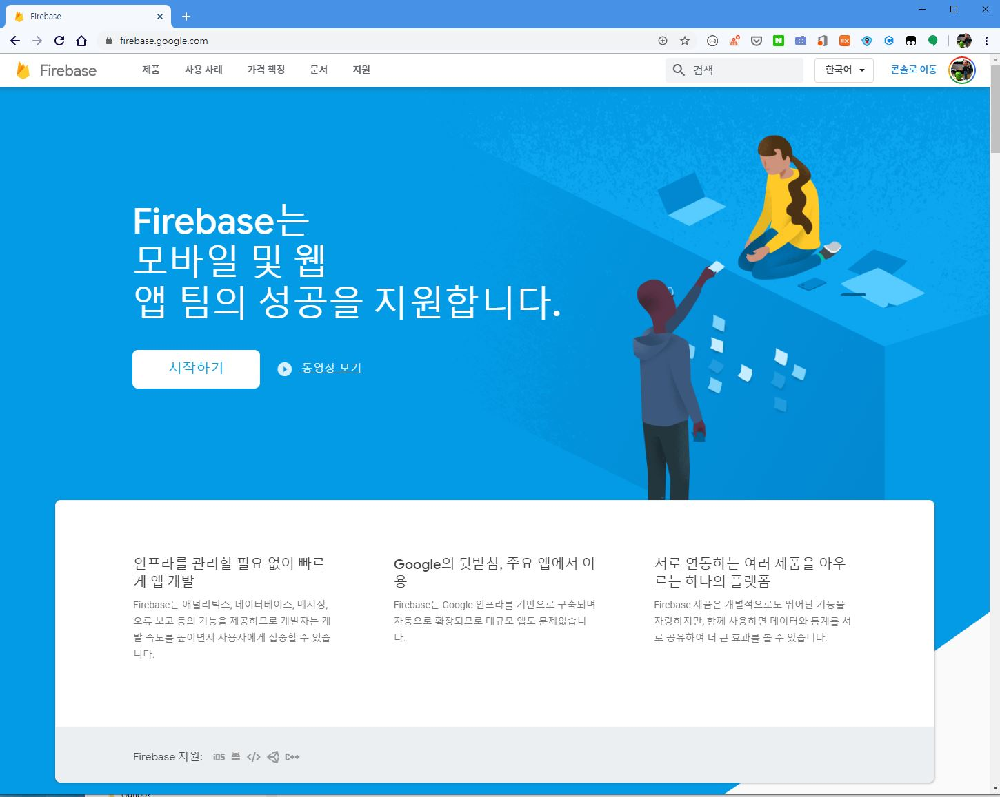 Firebase
firebase.google.com
Firebase 제품 사용 사례 가격 책정 문서 지원 검색 한국어 콘솔로 이동
Firebase는
모바일 및 웹
앱 팀의 성공을 지원합니다.
시작하기 동영상 보기
인프라를 관리할 필요 없이 빠르
게 앱 개발
Firebase는 애널리틱스, 데이터베이스, 메시징,
오류 보고 등의 기능을 제공하므로 개발자는 개
발 속도를 높이면서 사용자에게 집중할 수 있습
니다.
Google의 뒷받침, 주요 앱에서 이
용
Firebase는 Google 인프라를 기반으로 구축되며
자동으로 확장되므로 대규모 앱도 문제없습니
다.
서로 연동하는 여러 제품을 아우
르는 하나의 플랫폼
Firebase 제품은 개별적으로도 뛰어난 기능을
자랑하지만, 함께 사용하면 데이터와 통계를 서
로 공유하여 더 큰 효과를 볼 수 있습니다.
Firebase 지원: iOS </> C++
Outlook